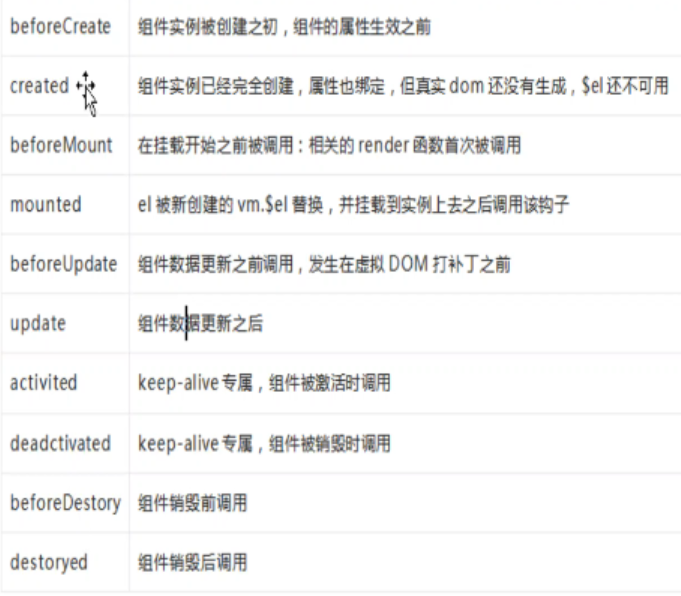 beforeCreate 组件实例被创建之初，组件的属性生效之前
created 组件实例已经完全创建，属性也绑定，但真实 dom 还没有生成，$el 还不可用
beforeMount 在挂载开始之前被调用：相关的 render 函数首次被调用
mounted el 被新创建的 vm.$el 替换，并挂载到实例上去之后调用该钩子
beforeUpdate 组件数据更新之前调用，发生在虚拟 DOM 打补丁之前
update 组件数据更新之后
activited keep-alive 专属，组件被激活时调用
deadctivated keep-alive 专属，组件被销毁时调用
beforeDestory 组件销毁前调用
destoryed 组件销毁后调用